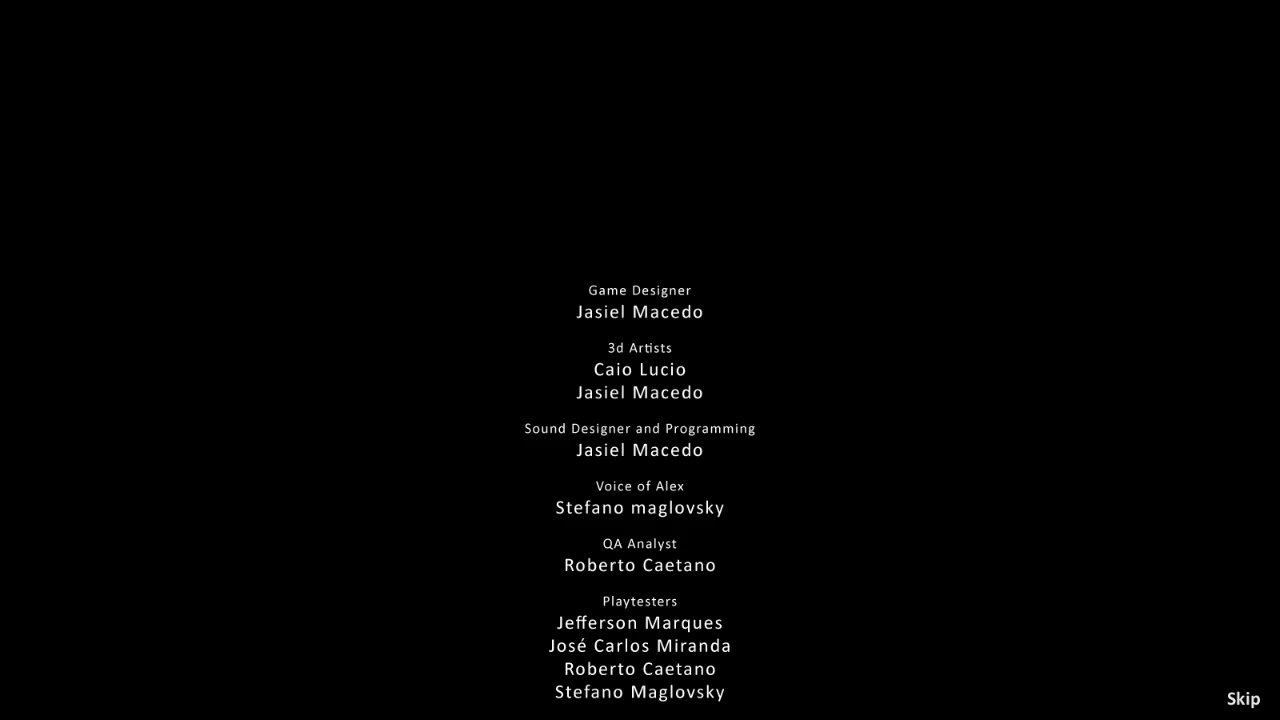 Game Designer
Jasiel Macedo
3d Artists
Caio Lucio
Jasiel Macedo
Sound Designer and Programming
Jasiel Macedo
Voice of Alex
Stefano maglovsky
QA Analyst
Roberto Caetano
Playtesters
Jefferson Marques
José Carlos Miranda
Roberto Caetano
Stefano Maglovsky
Skip